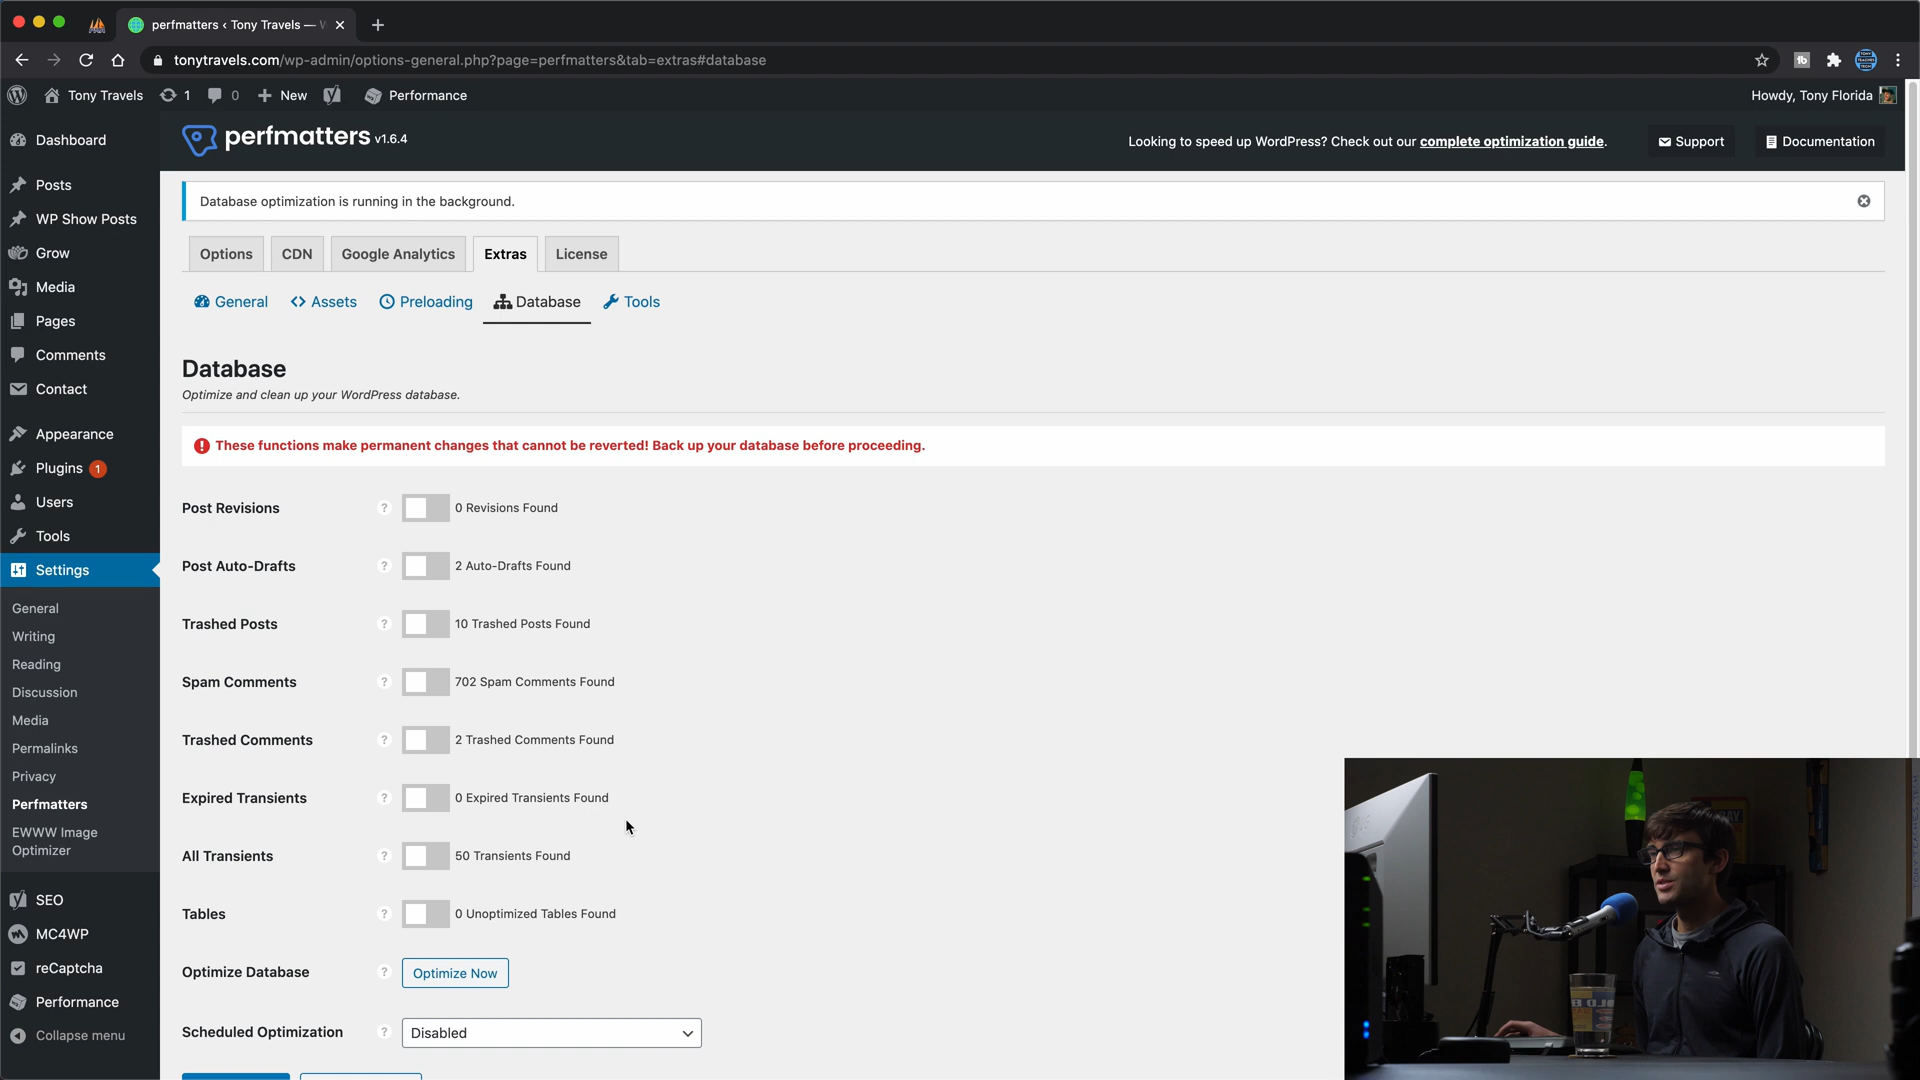 perfmatters ‹ Tony Travels —
tonytravels.com/wp-admin/options-general.php?page=perfmatters&tab=extras#database
Tony Travels
1
0
New
Performance
Howdy, Tony Florida
Dashboard
Posts
WP Show Posts
Grow
Media
Pages
Comments
Contact
Appearance
Plugins 1
Users
Tools
Settings
General
Writing
Reading
Discussion
Media
Permalinks
Privacy
Perfmatters
EWWW Image
Optimizer
SEO
MC4WP
reCaptcha
Performance
Collapse menu
perfmatters v1.6.4
Looking to speed up WordPress? Check out our complete optimization guide.
Support
Documentation
Database optimization is running in the background.
Options
CDN
Google Analytics
Extras
License
General
Assets
Preloading
Database
Tools
Database
Optimize and clean up your WordPress database.
These functions make permanent changes that cannot be reverted! Back up your database before proceeding.
Post Revisions ? 0 Revisions Found
Post Auto-Drafts ? 2 Auto-Drafts Found
Trashed Posts ? 10 Trashed Posts Found
Spam Comments ? 702 Spam Comments Found
Trashed Comments ? 2 Trashed Comments Found
Expired Transients ? 0 Expired Transients Found
All Transients ? 50 Transients Found
Tables ? 0 Unoptimized Tables Found
Optimize Database ? Optimize Now
Scheduled Optimization ? Disabled